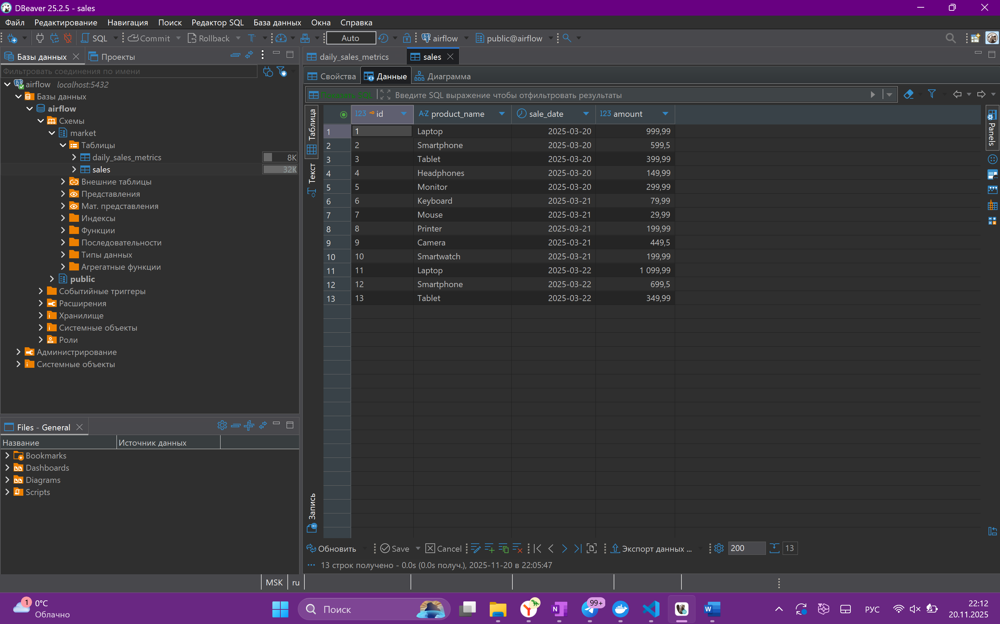 DBeaver 25.2.5 - sales
Файл Редактирование Навигация Поиск Редактор SQL База данных Окна Справка
SQL Commit Rollback Auto airflow public@airflow
Базы данных Проекты
Фильтровать соединения по имени
airflow localhost:5432
Базы данных
airflow
Схемы
market
Таблицы
daily_sales_metrics 8K
sales 32K
Внешние таблицы
Представления
Мат. представления
Индексы
Функции
Последовательности
Типы данных
Агрегатные функции
public
Событийные триггеры
Расширения
Хранилище
Системные объекты
Роли
Администрирование
Системные объекты
Files - General
Название Источник данных
Bookmarks
Dashboards
Diagrams
Scripts
daily_sales_metrics sales
Свойства Данные Диаграмма
Показать SQL Введите SQL выражение чтобы отфильтровать результаты
Таблица
Текст
Запись
123 id A-Z product_name sale_date 123 amount
1 1 Laptop 2025-03-20 999,99
2 2 Smartphone 2025-03-20 599,5
3 3 Tablet 2025-03-20 399,99
4 4 Headphones 2025-03-20 149,99
5 5 Monitor 2025-03-20 299,99
6 6 Keyboard 2025-03-21 79,99
7 7 Mouse 2025-03-21 29,99
8 8 Printer 2025-03-21 199,99
9 9 Camera 2025-03-21 449,5
10 10 Smartwatch 2025-03-21 199,99
11 11 Laptop 2025-03-22 1 099,99
12 12 Smartphone 2025-03-22 699,5
13 13 Tablet 2025-03-22 349,99
Panels
Обновить Save Cancel Экспорт данных ... 200 13
13 строк получено - 0.0s (0.0s получ.), 2025-11-20 в 22:05:47
MSK ru
1 0°C
Облачно
Поиск
99+
РУС
22:12
20.11.2025